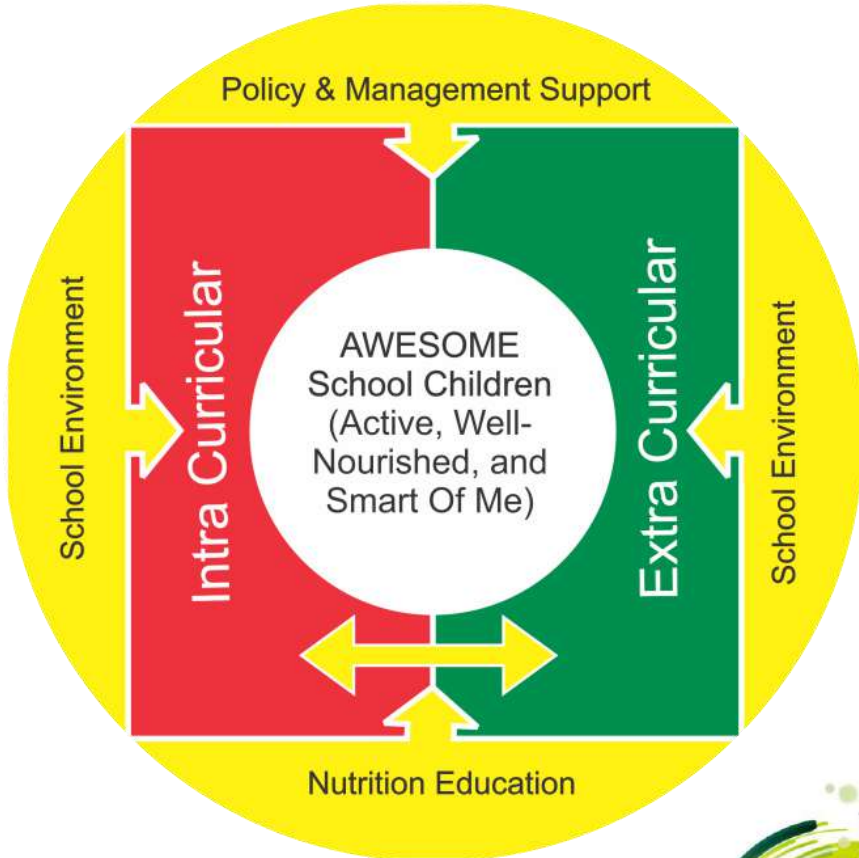 Policy & Management Support
School Environment
Intra Curricular
AWESOME
School Children
(Active, Well-
Nourished, and
Smart Of Me)
Extra Curricular
School Environment
Nutrition Education